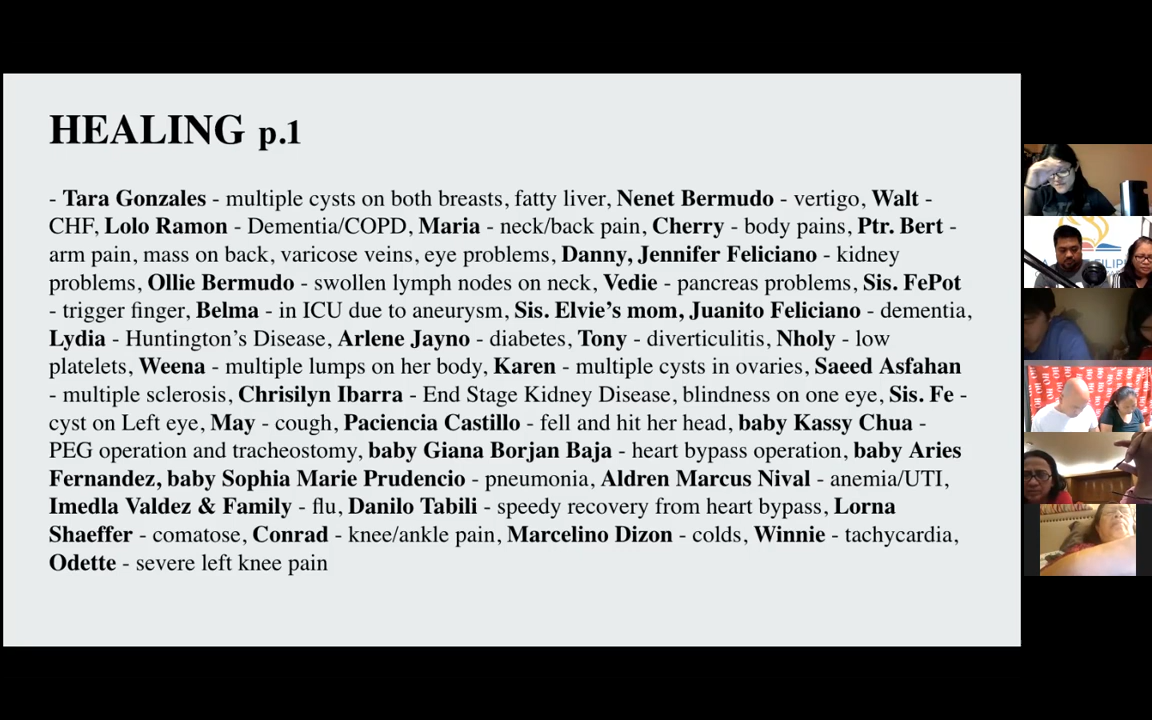 HEALING p.1
- Tara Gonzales - multiple cysts on both breasts, fatty liver, Nenet Bermudo - vertigo, Walt -
CHF, Lolo Ramon - Dementia/COPD, Maria - neck/back pain, Cherry - body pains, Ptr. Bert -
arm pain, mass on back, varicose veins, eye problems, Danny, Jennifer Feliciano - kidney
problems, Ollie Bermudo - swollen lymph nodes on neck, Vedie - pancreas problems, Sis. FePot
- trigger finger, Belma - in ICU due to aneurysm, Sis. Elvie’s mom, Juanito Feliciano - dementia,
Lydia - Huntington’s Disease, Arlene Jayno - diabetes, Tony - diverticulitis, Nholy - low
platelets, Weena - multiple lumps on her body, Karen - multiple cysts in ovaries, Saeed Asfahan
- multiple sclerosis, Chrisilyn Ibarra - End Stage Kidney Disease, blindness on one eye, Sis. Fe -
cyst on Left eye, May - cough, Paciencia Castillo - fell and hit her head, baby Kassy Chua -
PEG operation and tracheostomy, baby Giana Borjan Baja - heart bypass operation, baby Aries
Fernandez, baby Sophia Marie Prudencio - pneumonia, Aldren Marcus Nival - anemia/UTI,
Imedla Valdez & Family - flu, Danilo Tabili - speedy recovery from heart bypass, Lorna
Shaeffer - comatose, Conrad - knee/ankle pain, Marcelino Dizon - colds, Winnie - tachycardia,
Odette - severe left knee pain